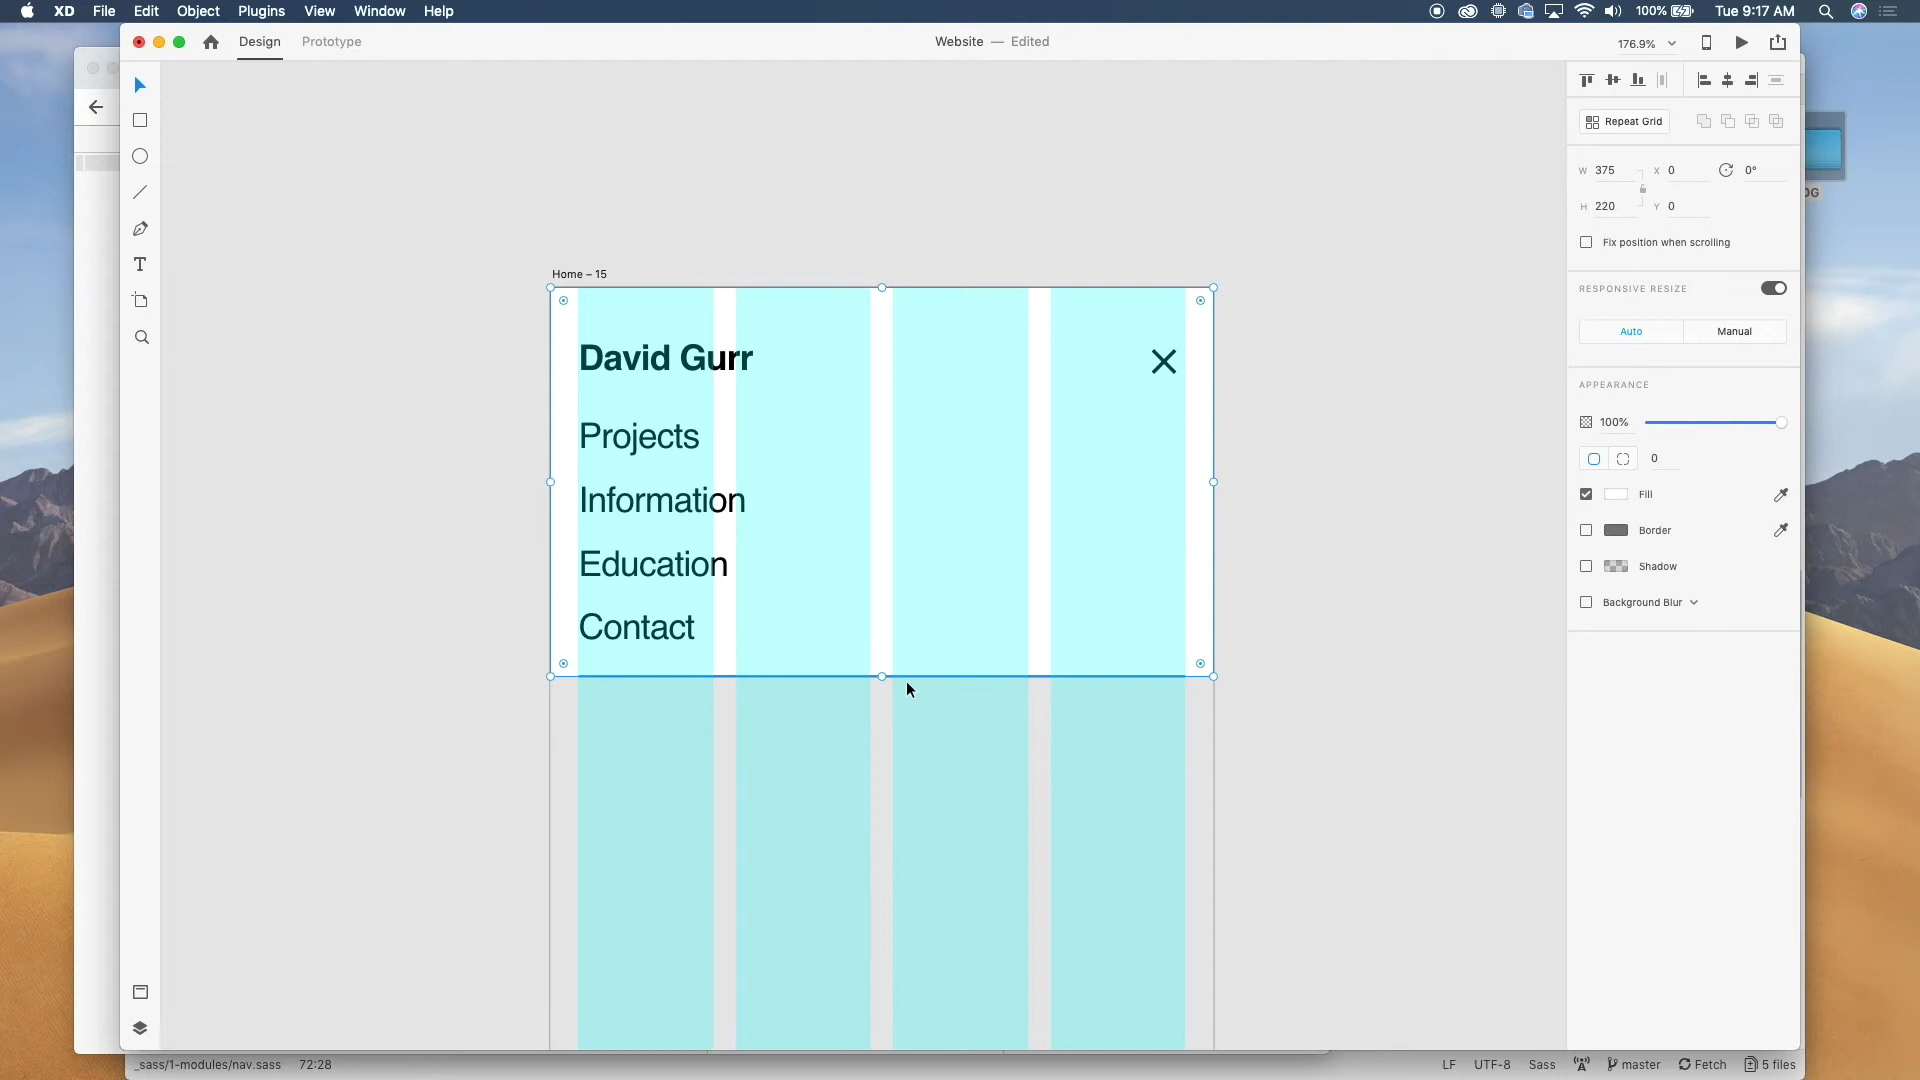 XD File Edit Object Plugins View Window Help 100% Tue 9:17 AM
Design Prototype Website — Edited 176.9%
Repeat Grid
W 375 X 0 0°
H 220 Y 0
Fix position when scrolling
RESPONSIVE RESIZE
Auto Manual
APPEARANCE
100%
0
Fill
Border
Shadow
Background Blur
Home – 15
David Gurr
Projects
Information
Education
Contact
OG
_sass/1-modules/nav.sass 72:28 LF UTF-8 Sass master Fetch 5 files